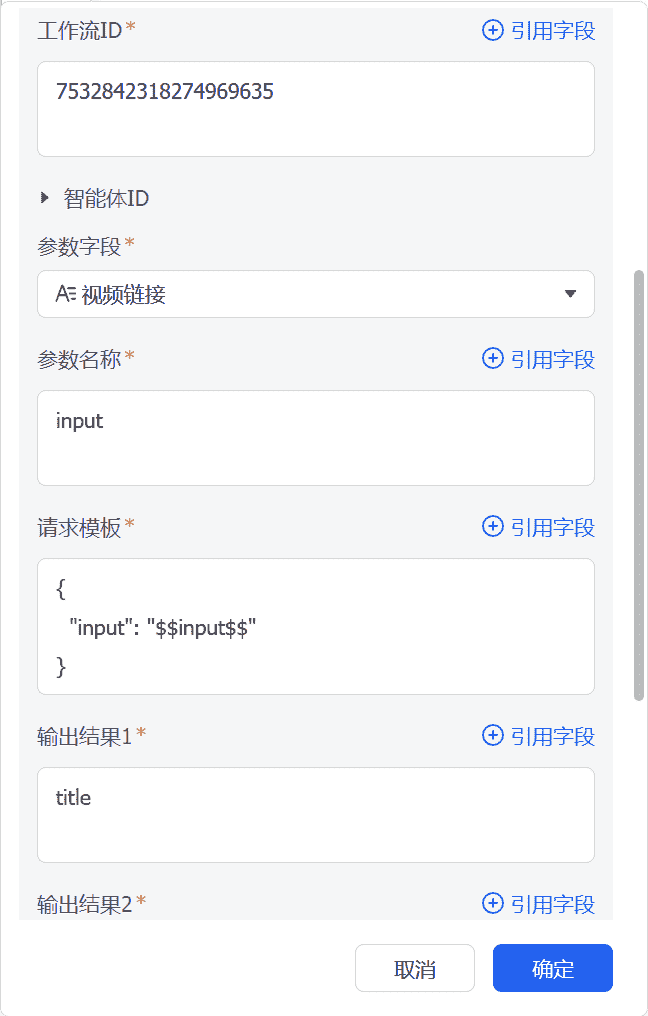 工作流ID*
引用字段
7532842318274969635
智能体ID
参数字段*
视频链接
参数名称*
引用字段
input
请求模板*
引用字段
{
"input": "$$input$$"
}
输出结果1*
引用字段
title
输出结果2*
引用字段
取消
确定